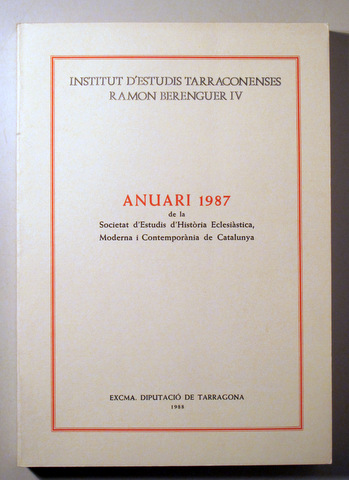 INSTITUT D'ESTUDIS TARRACONENSES
RAMON BERENGUER IV
ANUARI 1987
de la
Societat d'Estudis d'Història Eclesiàstica,
Moderna i Contemporània de Catalunya
EXCMA. DIPUTACIÓ DE TARRAGONA
1988